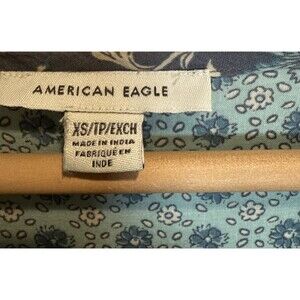 AMERICAN EAGLE
XS/TP/EXCH
MADE IN INDIA
FABRIQUÉ EN
INDE